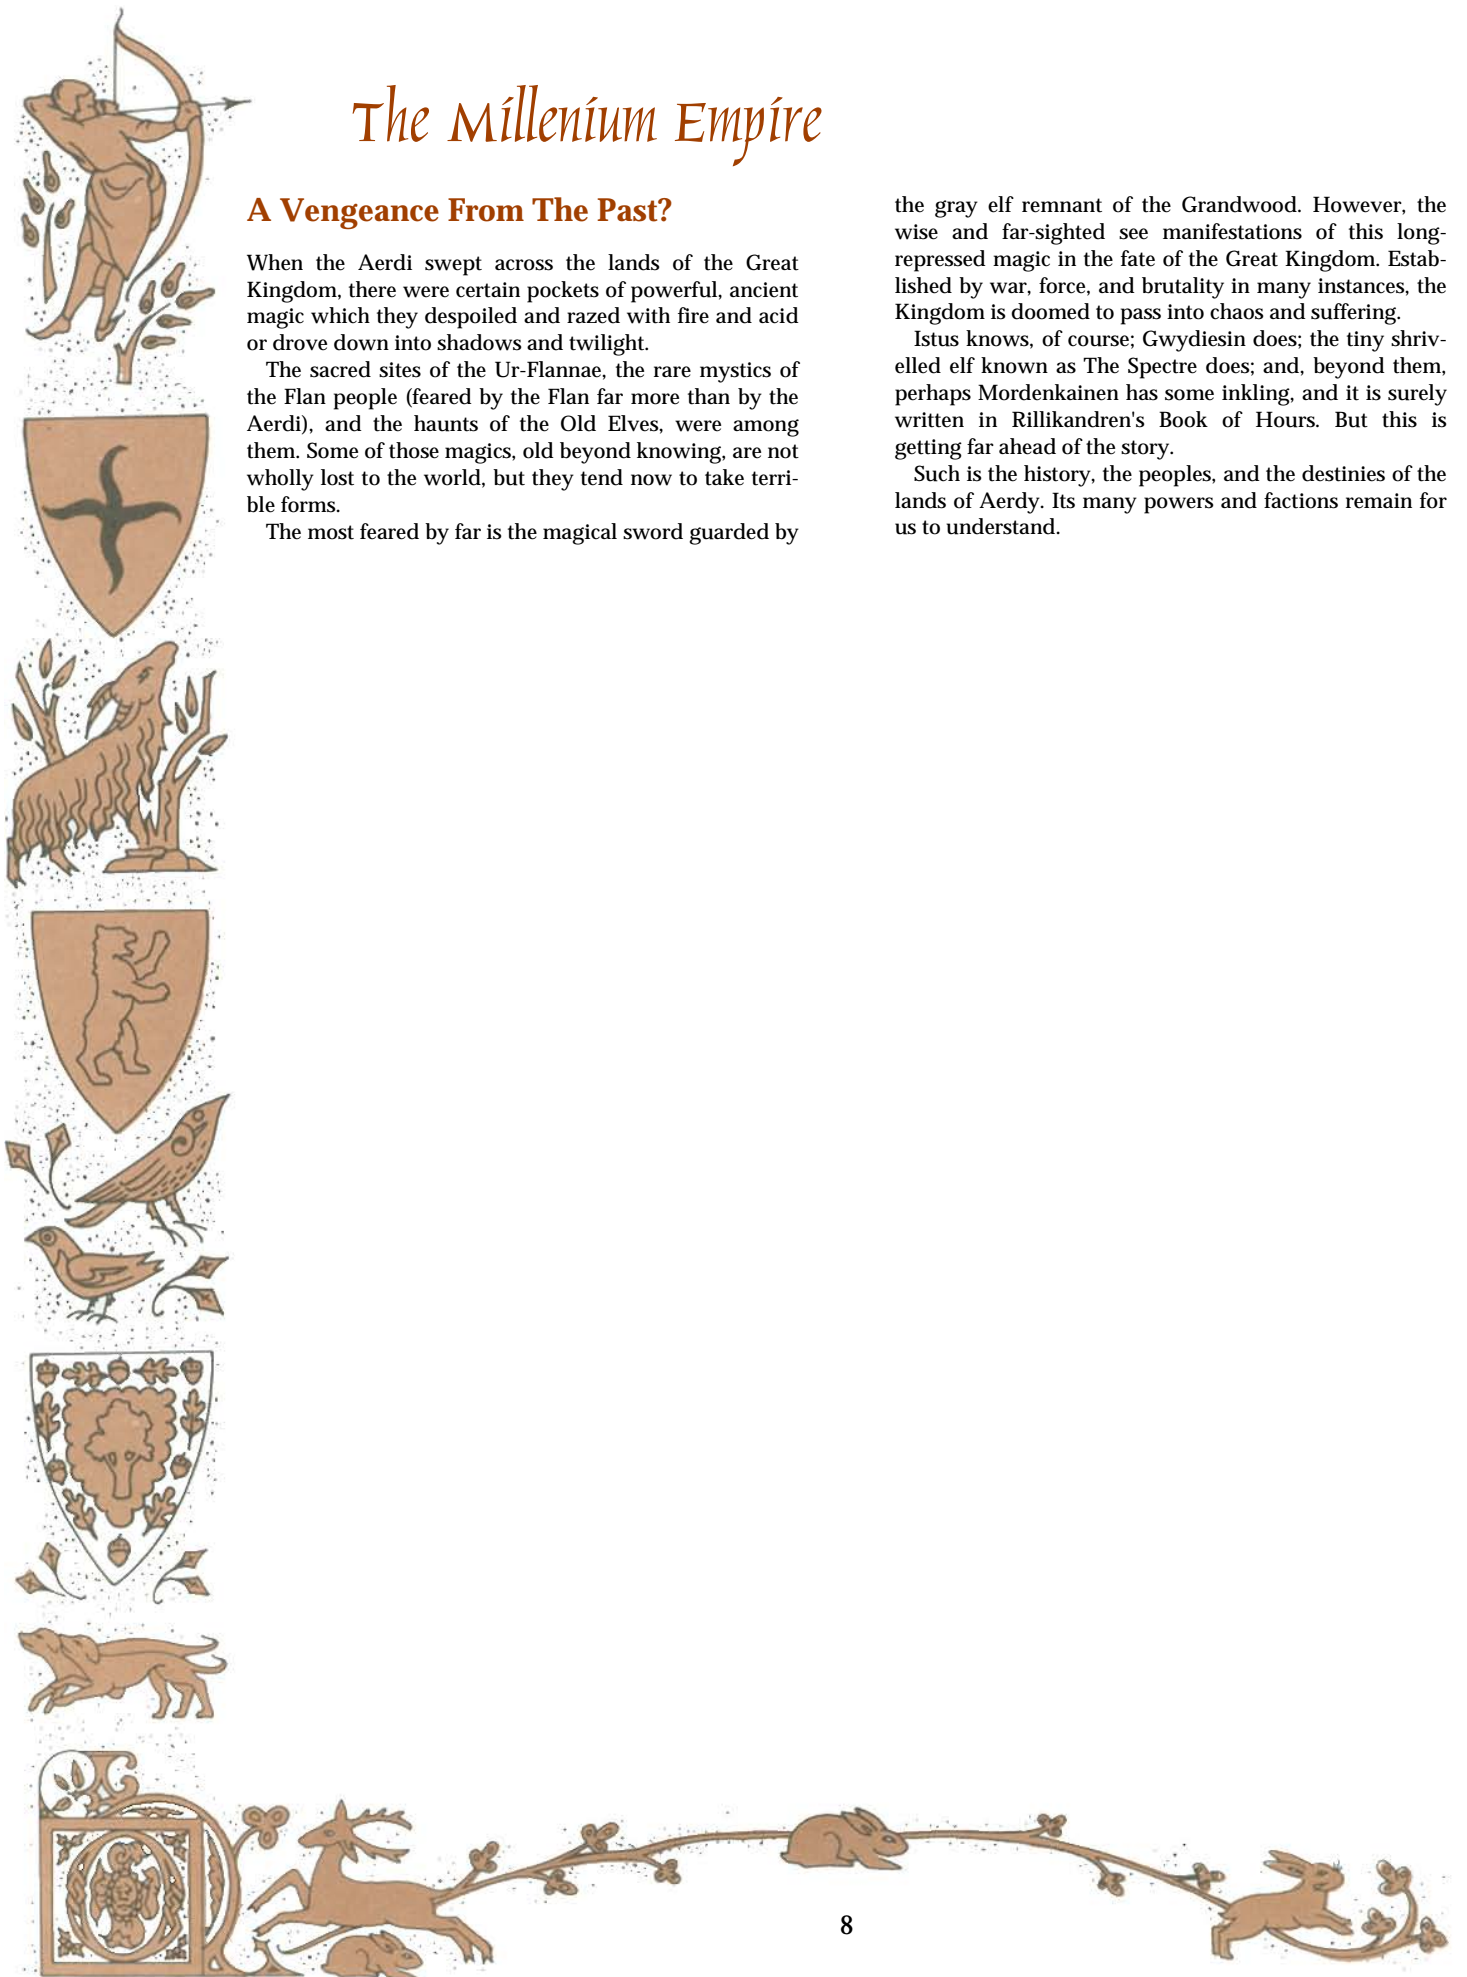 The Millenium Empire
A Vengeance From The Past?
When the Aerdi swept across the lands of the Great
Kingdom, there were certain pockets of powerful, ancient
magic which they despoiled and razed with fire and acid
or drove down into shadows and twilight.
The sacred sites of the Ur-Flannae, the rare mystics of
the Flan people (feared by the Flan far more than by the
Aerdi), and the haunts of the Old Elves, were among
them. Some of those magics, old beyond knowing, are not
wholly lost to the world, but they tend now to take terri-
ble forms.
The most feared by far is the magical sword guarded by
the gray elf remnant of the Grandwood. However, the
wise and far-sighted see manifestations of this long-
repressed magic in the fate of the Great Kingdom. Estab-
lished by war, force, and brutality in many instances, the
Kingdom is doomed to pass into chaos and suffering.
Istus knows, of course; Gwydiesin does; the tiny shriv-
elled elf known as The Spectre does; and, beyond them,
perhaps Mordenkainen has some inkling, and it is surely
written in Rillikandren's Book of Hours. But this is
getting far ahead of the story.
Such is the history, the peoples, and the destinies of the
lands of Aerdy. Its many powers and factions remain for
us to understand.
8